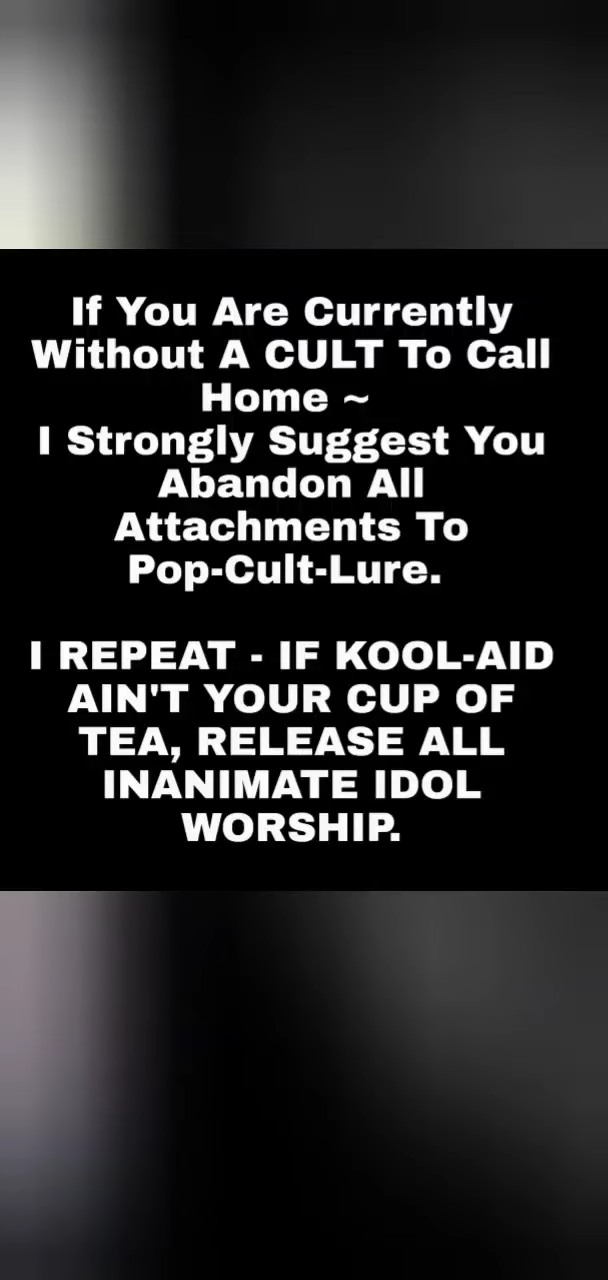 If You Are Currently
Without A CULT To Call
Home ~
I Strongly Suggest You
Abandon All
Attachments To
Pop-Cult-Lure.
I REPEAT - IF KOOL-AID
AIN'T YOUR CUP OF
TEA, RELEASE ALL
INANIMATE IDOL
WORSHIP.